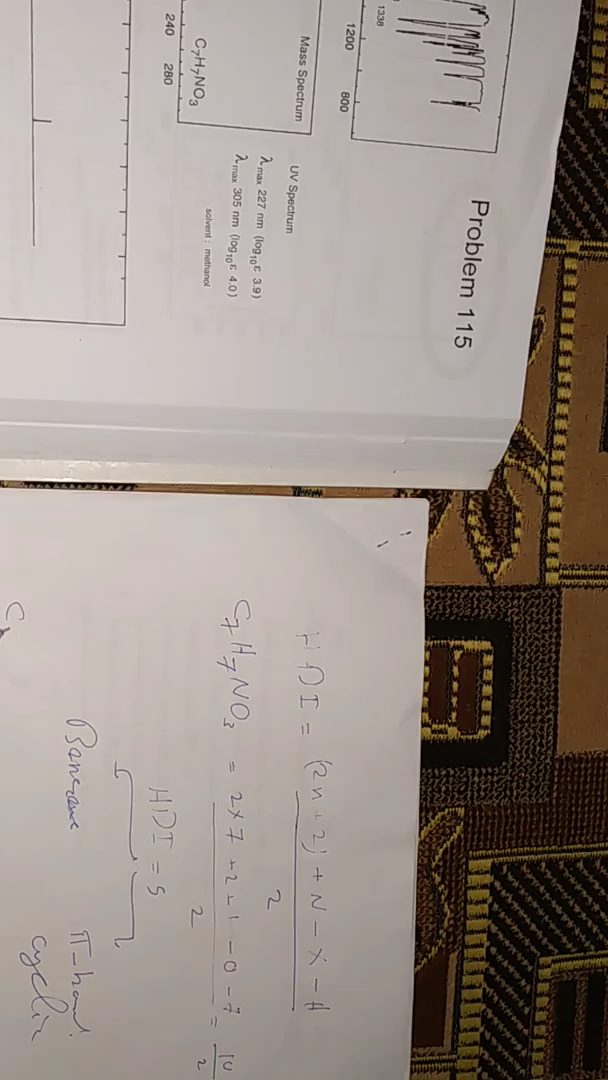 Problem 115
1338
1200 800
Mass Spectrum
C7H7NO3
240 280
UV Spectrum
λmax 227 nm (log10ε 3.9)
λmax 305 nm (log10ε 4.0)
solvent : methanol
HDI = (2n+2) + N - X - H
2
C7H7NO3 = 2×7 + 2 + 1 - 0 - 7 = 10
2 2
HDI = 5
π-
cyclic